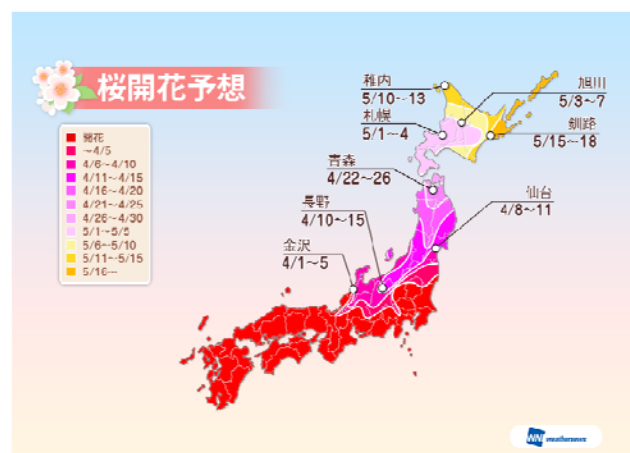 桜開花予想
開花
～4/5
4/6～4/10
4/11～4/15
4/16～4/20
4/21～4/25
4/26～4/30
5/1～5/5
5/6～5/10
5/11～5/15
5/16～
稚内
5/10～13
旭川
5/3～7
札幌
5/1～4
釧路
5/15～18
青森
4/22～26
仙台
4/8～11
長野
4/10～15
金沢
4/1～5
WNI weathernews